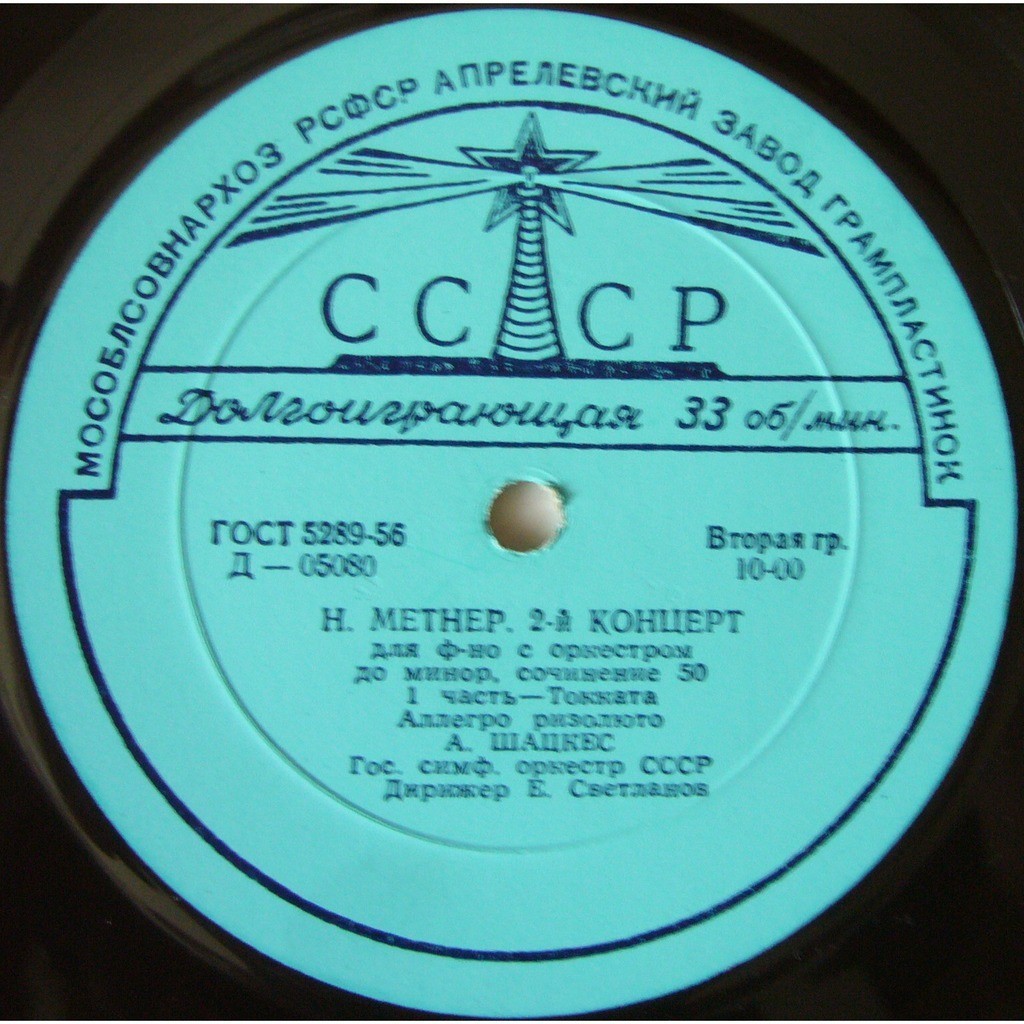 МОСОБЛСОВНАРХОЗ РСФСР АПРЕЛЕВСКИЙ ЗАВОД ГРАМПЛАСТИНОК
СССР
Долгоиграющая 33 об/мин.
ГОСТ 5289-56
Д — 05080
Вторая гр.
10-00
Н. МЕТНЕР. 2-й КОНЦЕРТ
для ф-но с оркестром
до минор, сочинение 50
1 часть—Токката
Аллегро ризолюто
А. ШАЦКЕС
Гос. симф. оркестр СССР
Дирижер Е. Светланов